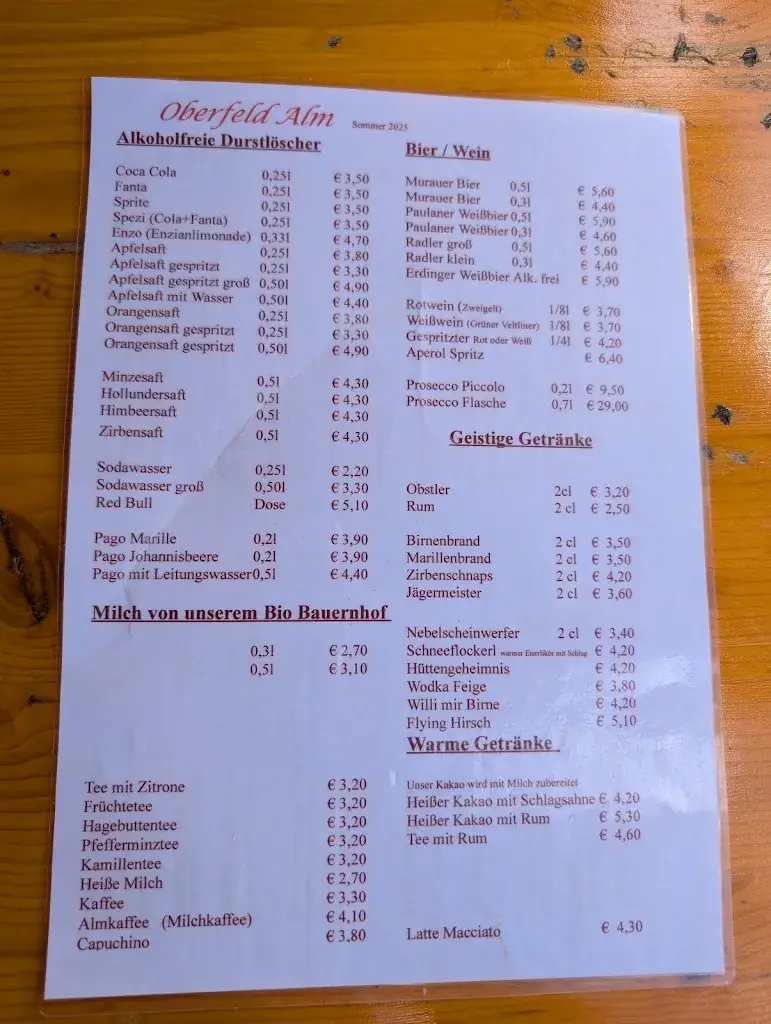 Oberfeld Alm Sommer 2025
Alkoholfreie Durstlöscher
Coca Cola 0,25l € 3,50
Fanta 0,25l € 3,50
Sprite 0,25l € 3,50
Spezi (Cola+Fanta) 0,25l € 3,50
Enzo (Enzianlimonade) 0,33l € 4,70
Apfelsaft 0,25l € 3,80
Apfelsaft gespritzt 0,25l € 3,30
Apfelsaft gespritzt groß 0,50l € 4,90
Apfelsaft mit Wasser 0,50l € 4,40
Orangensaft 0,25l € 3,80
Orangensaft gespritzt 0,25l € 3,30
Orangensaft gespritzt 0,50l € 4,90
Minzesaft 0,5l € 4,30
Hollundersaft 0,5l € 4,30
Himbeersaft 0,5l € 4,30
Zirbensaft 0,5l € 4,30
Sodawasser 0,25l € 2,20
Sodawasser groß 0,50l € 3,30
Red Bull Dose € 5,10
Pago Marille 0,2l € 3,90
Pago Johannisbeere 0,2l € 3,90
Pago mit Leitungswasser 0,5l € 4,40
Milch von unserem Bio Bauernhof
0,3l € 2,70
0,5l € 3,10
Tee mit Zitrone € 3,20
Früchtetee € 3,20
Hagebuttentee € 3,20
Pfefferminztee € 3,20
Kamillentee € 3,20
Heiße Milch € 2,70
Kaffee € 3,30
Almkaffee (Milchkaffee) € 4,10
Capuchino € 3,80
Bier / Wein
Murauer Bier 0,5l € 5,60
Murauer Bier 0,3l € 4,40
Paulaner Weißbier 0,5l € 5,90
Paulaner Weißbier 0,3l € 4,60
Radler groß 0,5l € 5,60
Radler klein 0,3l € 4,40
Erdinger Weißbier Alk. frei € 5,90
Rotwein (Zweigelt) 1/8l € 3,70
Weißwein (Grüner Veltliner) 1/8l € 3,70
Gespritzter Rot oder Weiß 1/4l € 4,20
Aperol Spritz € 6,40
Prosecco Piccolo 0,2l € 9,50
Prosecco Flasche 0,7l € 29,00
Geistige Getränke
Obstler 2cl € 3,20
Rum 2 cl € 2,50
Birnenbrand 2 cl € 3,50
Marillenbrand 2 cl € 3,50
Zirbenschnaps 2 cl € 4,20
Jägermeister 2 cl € 3,60
Nebelscheinwerfer 2 cl € 3,40
Schneeflockerl warmer Eierlikör mit Schlag € 4,20
Hüttengeheimnis € 4,20
Wodka Feige € 3,80
Willi mir Birne € 4,20
Flying Hirsch € 5,10
Warme Getränke
Unser Kakao wird mit Milch zubereitet
Heißer Kakao mit Schlagsahne € 4,20
Heißer Kakao mit Rum € 5,30
Tee mit Rum € 4,60
Latte Macciato € 4,30